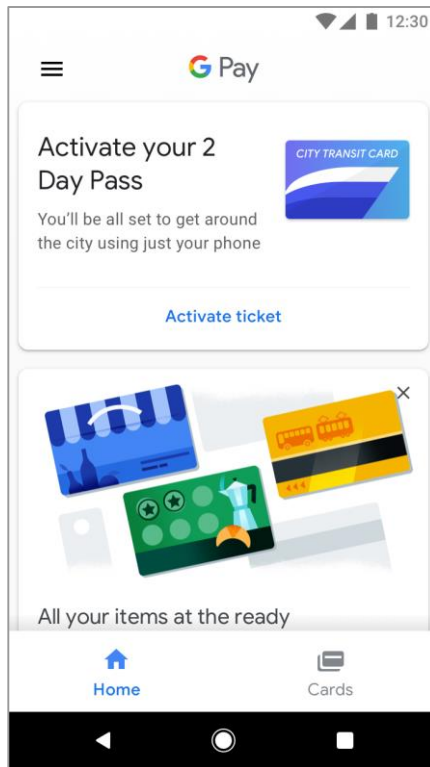 12:30
G Pay
Activate your 2
Day Pass
CITY TRANSIT CARD
You'll be all set to get around
the city using just your phone
Activate ticket
All your items at the ready
Home
Cards